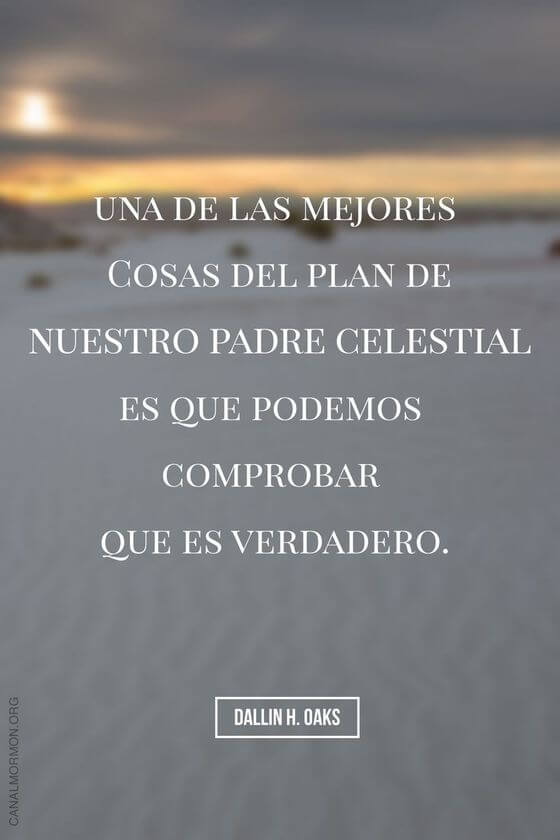 UNA DE LAS MEJORES
COSAS DEL PLAN DE
NUESTRO PADRE CELESTIAL
ES QUE PODEMOS
COMPROBAR
QUE ES VERDADERO.
DALLIN H. OAKS
CANALMORMON.ORG